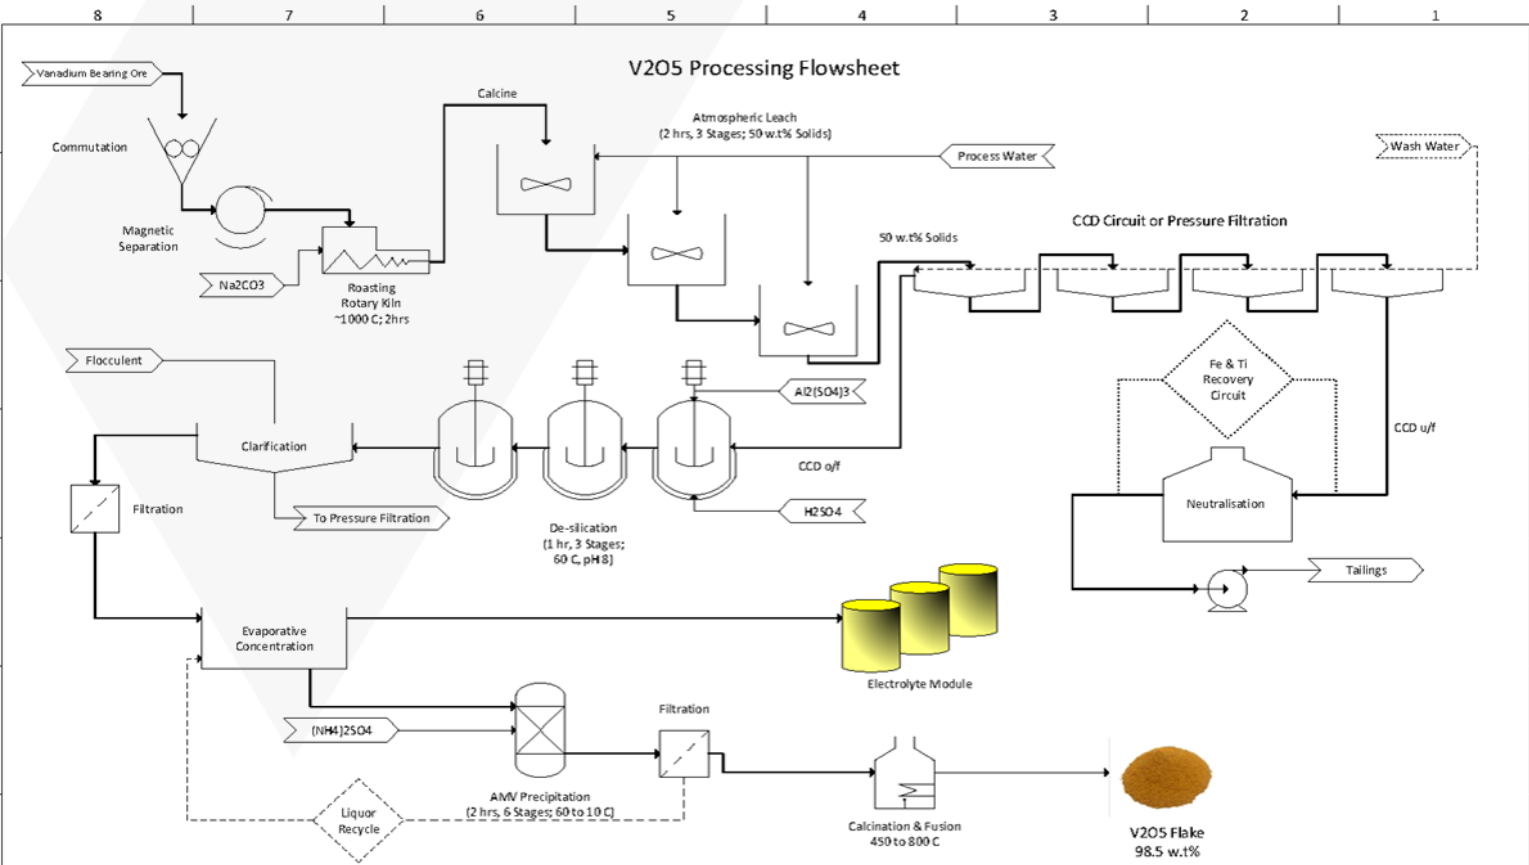 8 7 6 5 4 3 2 1
V2O5 Processing Flowsheet
Vanadium Bearing Ore
Commutation
Magnetic
Separation
Na2CO3
Roasting
Rotary Kiln
~1000 C; 2hrs
Calcine
Atmospheric Leach
(2 hrs, 3 Stages; 50 w.t% Solids)
Process Water
Wash Water
50 w.t% Solids
CCD Circuit or Pressure Filtration
Flocculent
Clarification
To Pressure Filtration
Filtration
Al2(SO4)3
H2SO4
CCD o/f
De-silication
(1 hr, 3 Stages;
60 C, pH 8)
Fe & Ti
Recovery
Circuit
CCD u/f
Neutralisation
Tailings
Evaporative
Concentration
Electrolyte Module
(NH4)2SO4
Filtration
AMV Precipitation
(2 hrs, 6 Stages; 60 to 10 C)
Liquor
Recycle
Calcination & Fusion
450 to 800 C
V2O5 Flake
98.5 w.t%